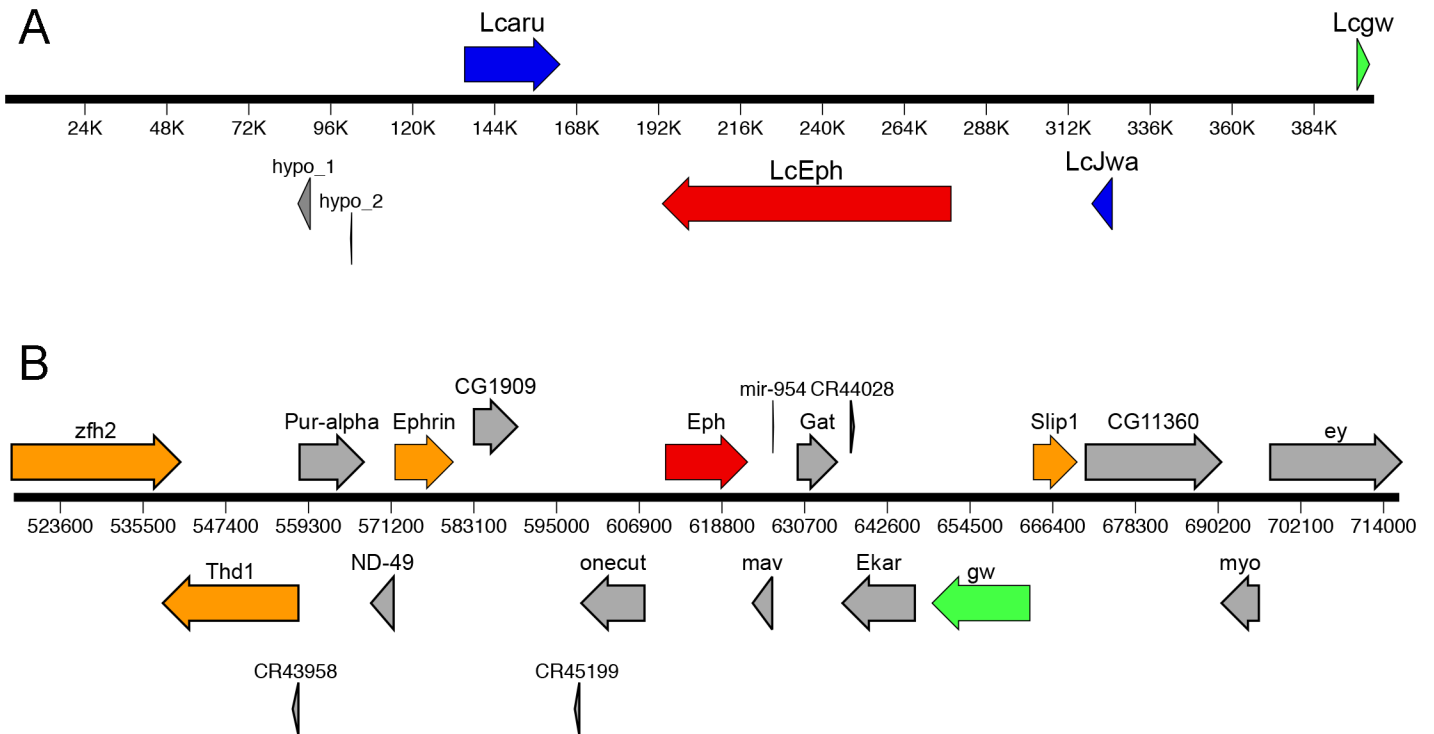 A
Lcaru Lcgw
24K 48K 72K 96K 120K 144K 168K 192K 216K 240K 264K 288K 312K 336K 360K 384K
hypo_1 LcEph LcJwa
hypo_2
B
CG1909
mir-954 CR44028
zfh2 Pur-alpha Ephrin Eph Gat Slip1 CG11360 ey
523600 535500 547400 559300 571200 583100 595000 606900 618800 630700 642600 654500 666400 678300 690200 702100 714000
Thd1 ND-49 onecut mav Ekar gw myo
CR43958 CR45199